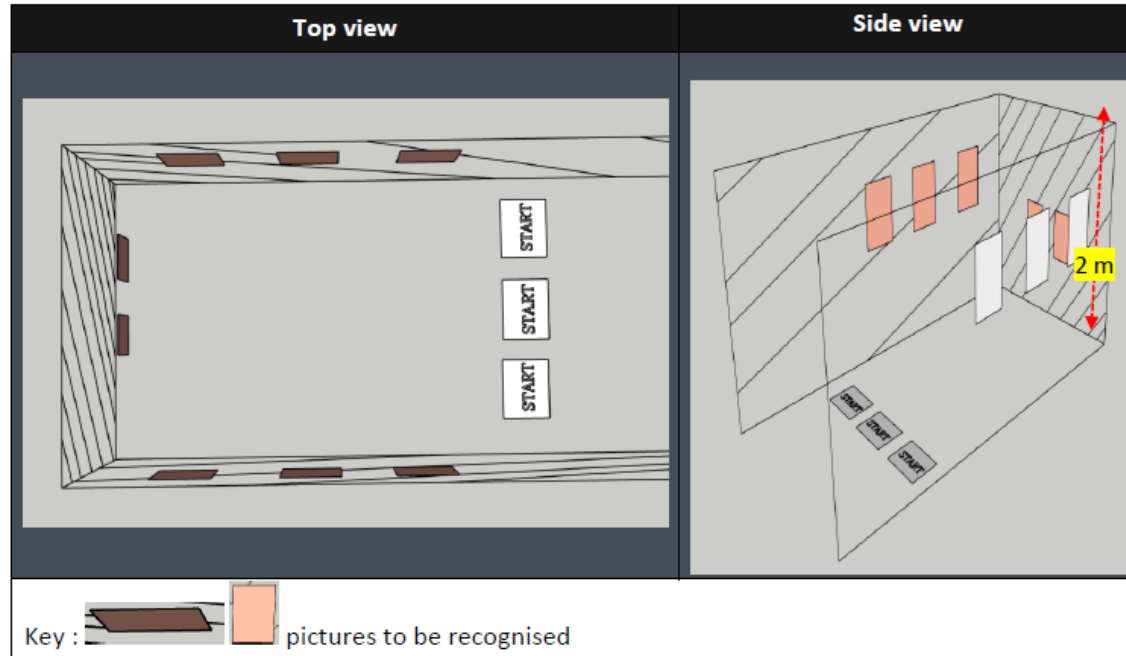 Top view
Side view
START
START
START
2 m
START
START
START
Key :
pictures to be recognised